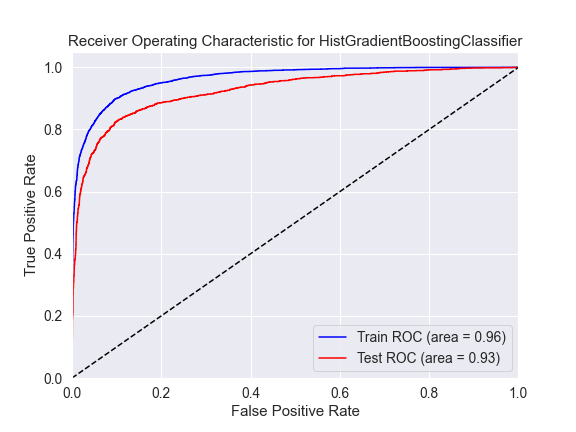 Receiver Operating Characteristic for HistGradientBoostingClassifier
1.0
0.8
0.6
0.4
0.2
0.0
True Positive Rate
Train ROC (area = 0.96)
Test ROC (area = 0.93)
0.0 0.2 0.4 0.6 0.8 1.0
False Positive Rate